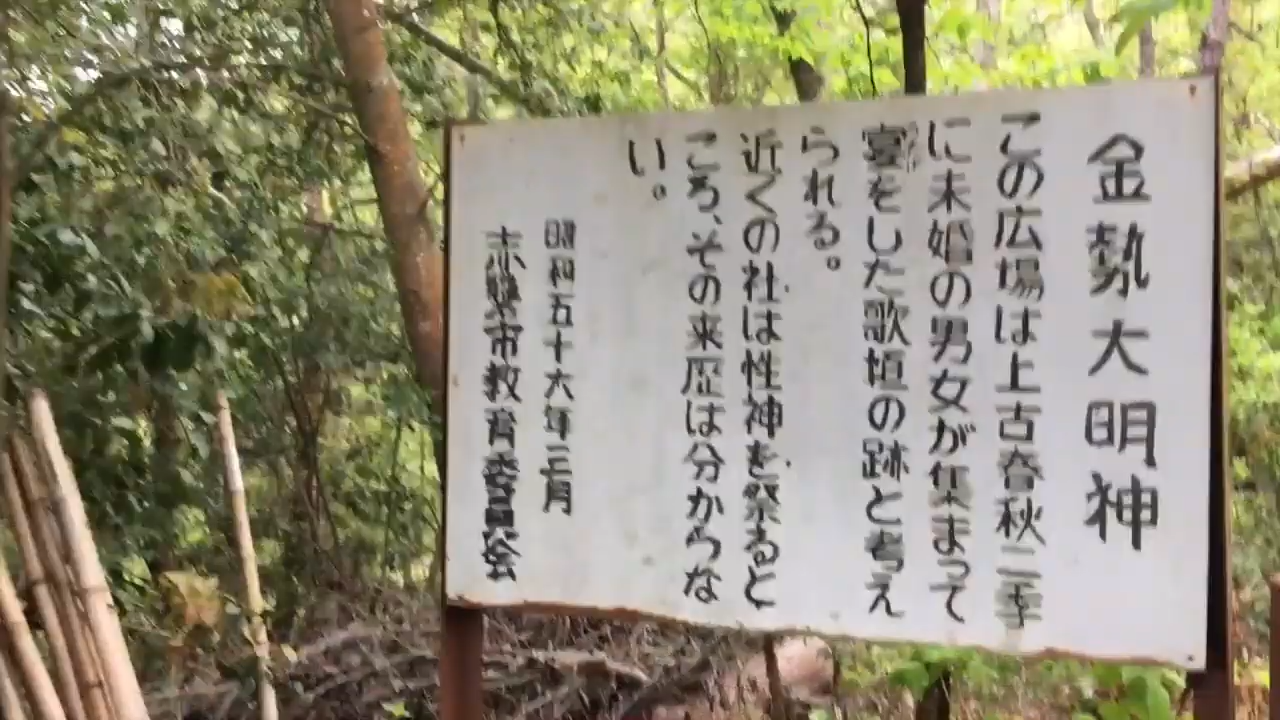 金勢大明神
この広場は上古春秋二季
に未婚の男女が集まって
宴をした歌垣の跡と考え
られる。
近くの社は性神を祭ると
ころ、その来歴は分からな
い。
昭和五十六年三月
赤磐市教育委員会